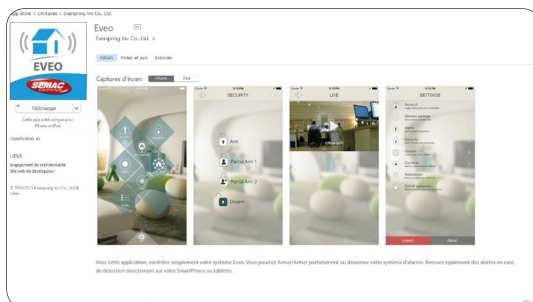 App Store > Utilitaires > Everspring Inc Co., Ltd.
Eveo
Everspring Inc Co., Ltd. >
Détails Notes et avis Associés
Captures d'écran iPhone iPad
EVEO
SEMAC
Télécharger
Cette app a été conçue pour
iPhone et iPad
Classification 4+
LIENS
Engagement de confidentialité
Site web du développeur
SECURITY
Arm
Partial Arm 1
Partial Arm 2
Disarm
LIVE
SETTINGS
General settings
Logout About
Avec cette application, contrôler simplement votre système Eveo. Vous pourrez Armer/Armer partiellement ou désarmer votre système d'alarme. Recevez également des alertes en cas
de détection directement sur votre SmartPhone ou tablette.